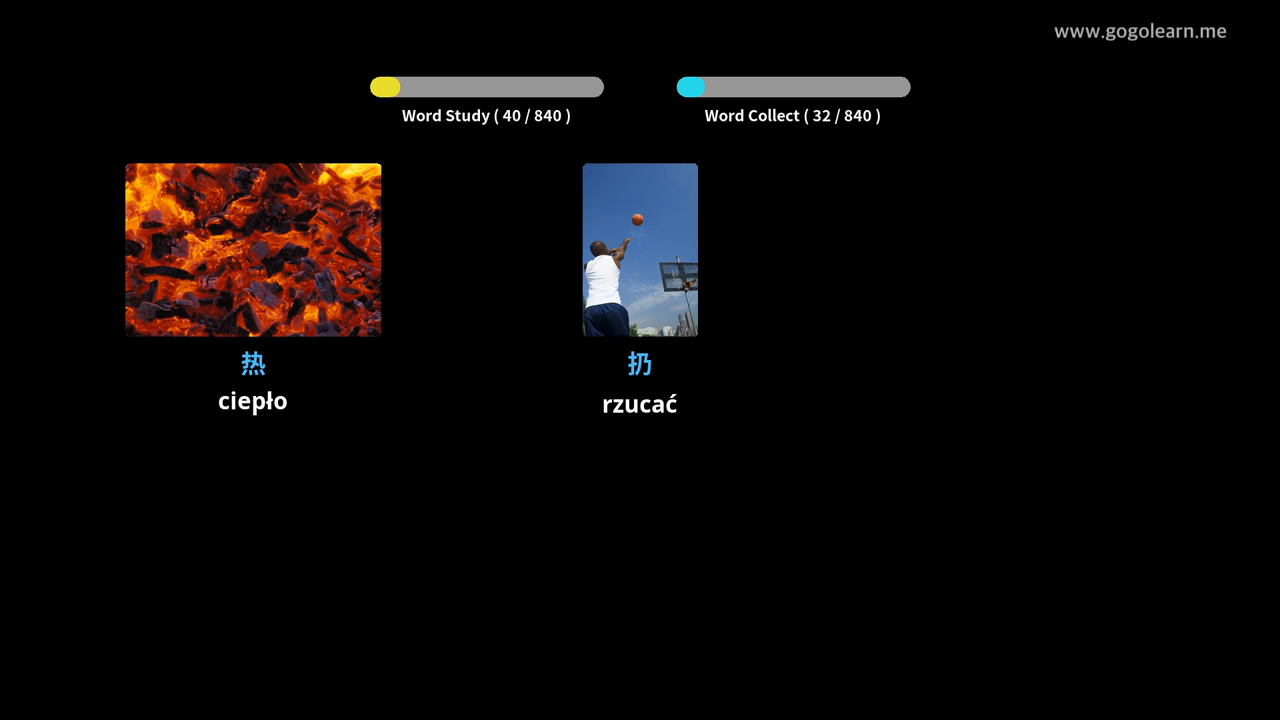 www.gogolearn.me
Word Study ( 40 / 840 )
Word Collect ( 32 / 840 )
热
ciepło
扔
rzucać